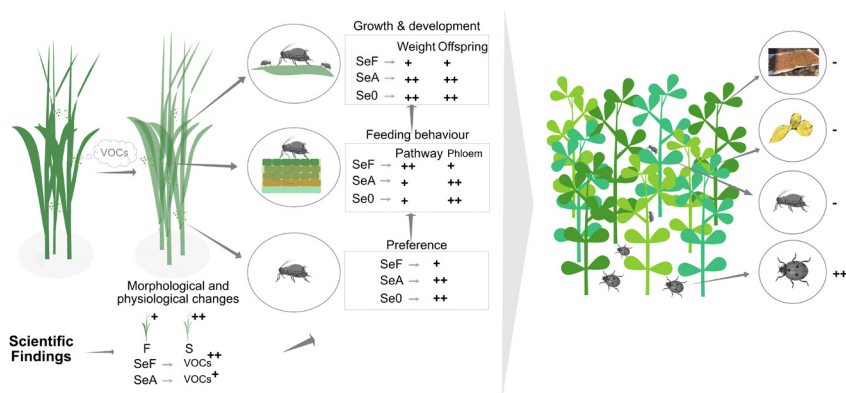 Growth & development
Weight Offspring
SeF → + +
SeA → ++ ++
Se0 → ++ ++
Feeding behaviour
Pathway Phloem
SeF → ++ +
SeA → + ++
Se0 → + ++
Preference
SeF → +
SeA → ++
Se0 → ++
VOCs
Morphological and
physiological changes
+ ++
F S
SeF → VOCs ++
SeA → VOCs +
Scientific
Findings
-
-
-
++